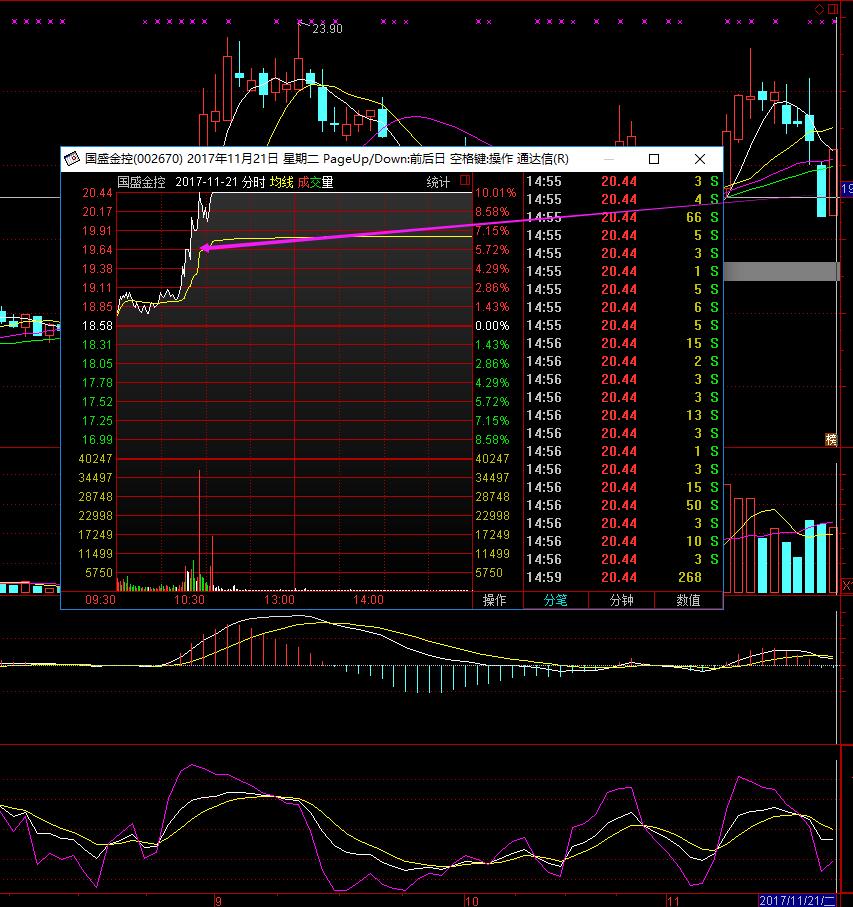 23.90
国盛金控(002670) 2017年11月21日 星期二 PageUp/Down:前后日 空格键:操作 通达信(R)
国盛金控 2017-11-21 分时 均线 成交量 统计
20.44 10.01%
20.17 8.58%
19.91 7.15%
19.64 5.72%
19.38 4.29%
19.11 2.86%
18.85 1.43%
18.58 0.00%
18.31 1.43%
18.05 2.86%
17.78 4.29%
17.52 5.72%
17.25 7.15%
16.99 8.58%
40247 40247
34497 34497
28748 28748
22998 22998
17249 17249
11499 11499
5750 5750
09:30 10:30 13:00 14:00 操作
14:55 20.44 3 S
14:55 20.44 4 S
14:55 20.44 66 S
14:55 20.44 5 S
14:55 20.44 3 S
14:55 20.44 1 S
14:55 20.44 5 S
14:55 20.44 6 S
14:55 20.44 5 S
14:56 20.44 15 S
14:56 20.44 2 S
14:56 20.44 3 S
14:56 20.44 3 S
14:56 20.44 13 S
14:56 20.44 3 S
14:56 20.44 1 S
14:56 20.44 3 S
14:56 20.44 15 S
14:56 20.44 50 S
14:56 20.44 3 S
14:56 20.44 10 S
14:56 20.44 3 S
14:59 20.44 268
分笔 分钟 数值
19
榜
X
9 10 11 2017/11/21/二